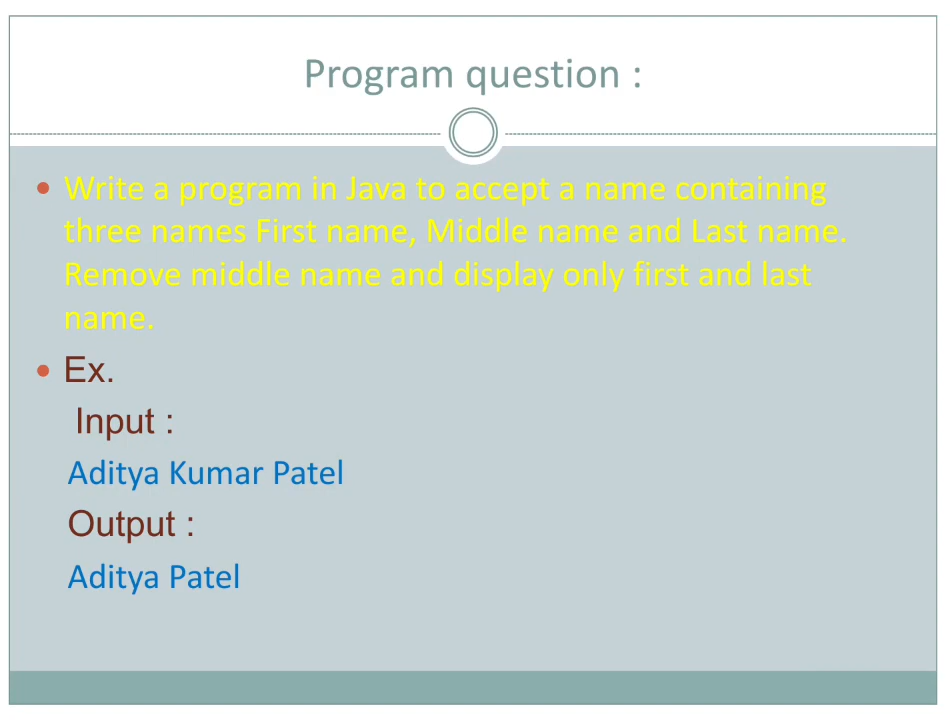 Program question :
• Write a program in Java to accept a name containing
three names First name, Middle name and Last name.
Remove middle name and display only first and last
name.
• Ex.
Input :
Aditya Kumar Patel
Output :
Aditya Patel